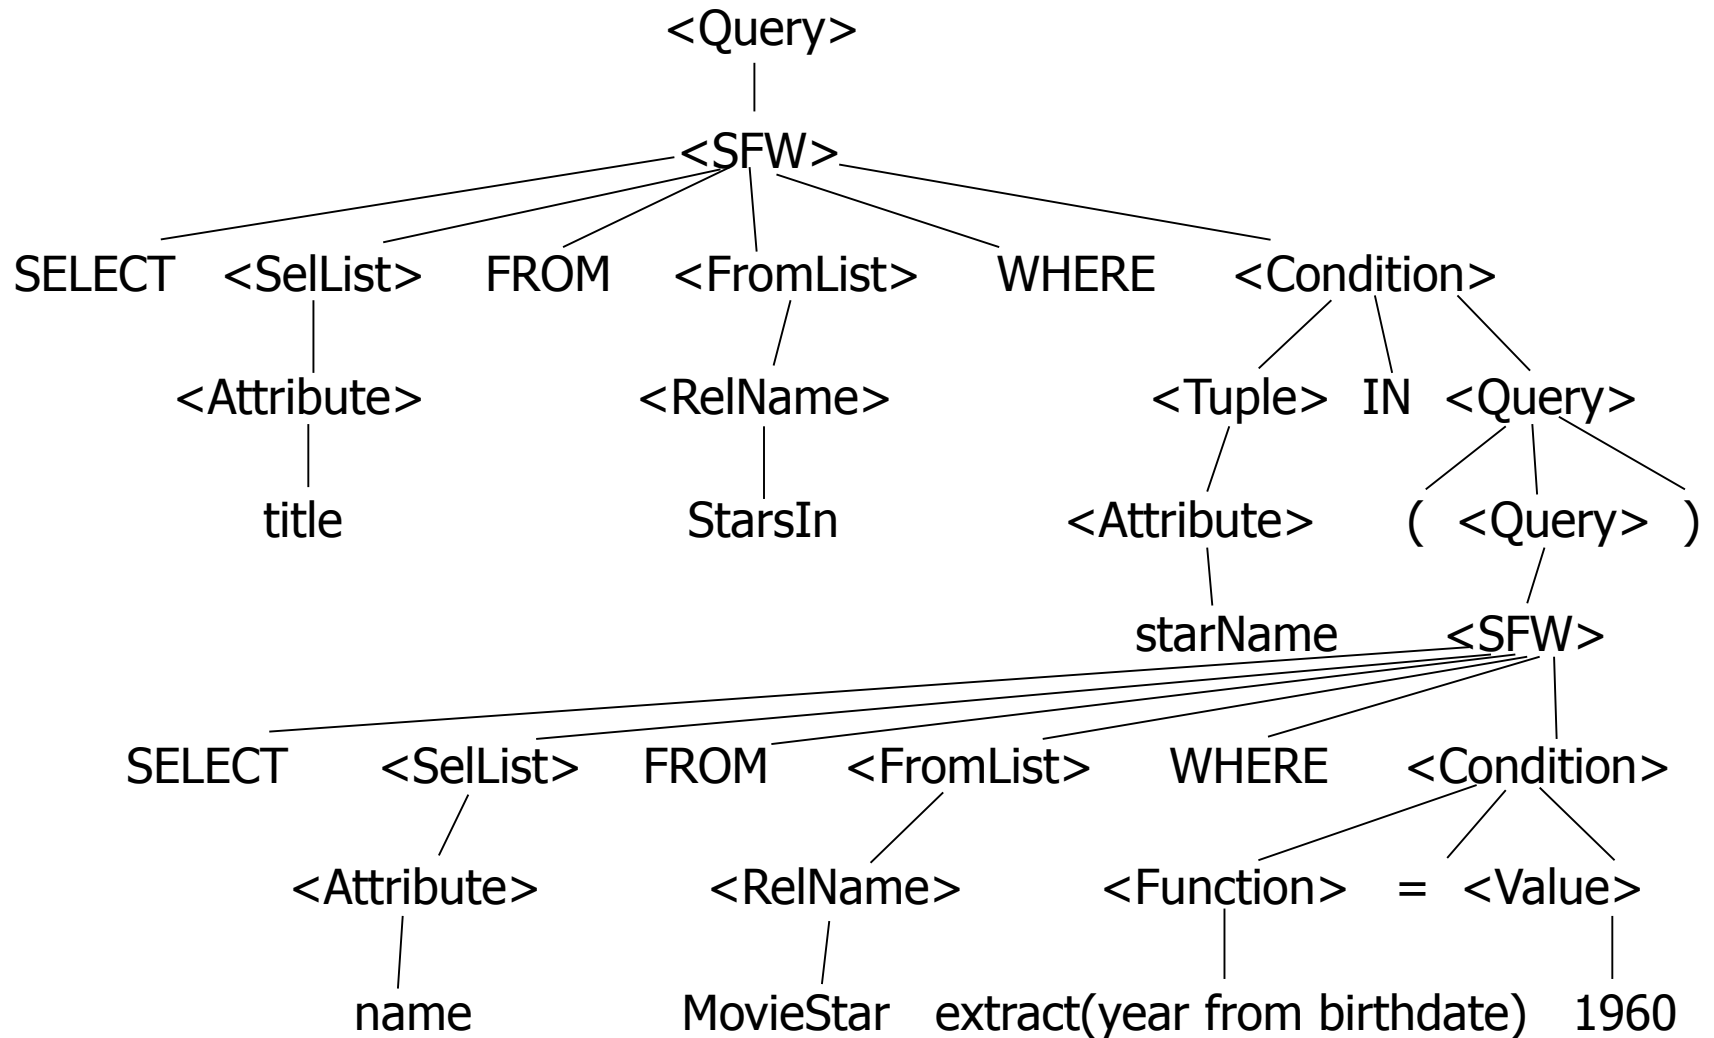 <Query>
<SFW>
SELECT <SelList> FROM <FromList> WHERE <Condition>
<Attribute> <RelName> <Tuple> IN <Query>
title StarsIn <Attribute> ( <Query> )
starName <SFW>
SELECT <SelList> FROM <FromList> WHERE <Condition>
<Attribute> <RelName> <Function> = <Value>
name MovieStar extract(year from birthdate) 1960